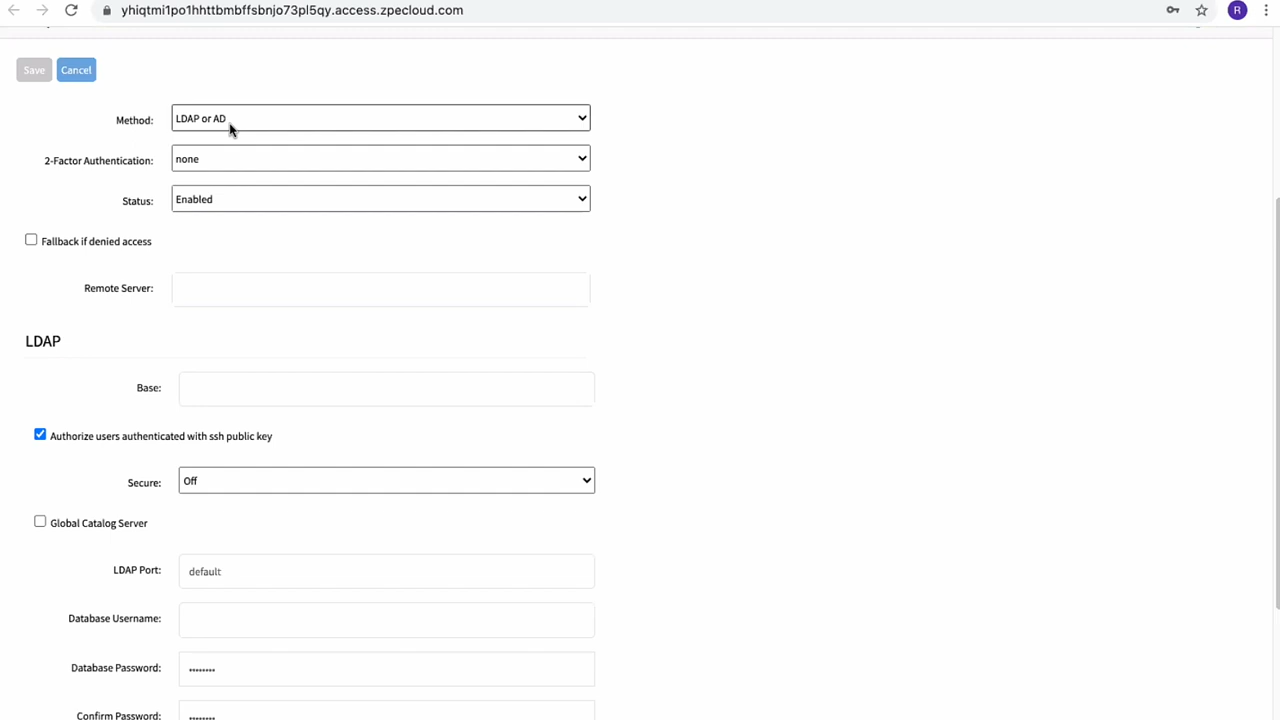 yhiqtmi1po1hhttbmbffsbnjo73pl5qy.access.zpecloud.com
R
Save Cancel
Method: LDAP or AD
2-Factor Authentication: none
Status: Enabled
Fallback if denied access
Remote Server:
LDAP
Base:
Authorize users authenticated with ssh public key
Secure: Off
Global Catalog Server
LDAP Port: default
Database Username:
Database Password: ••••••••
Confirm Password: ••••••••